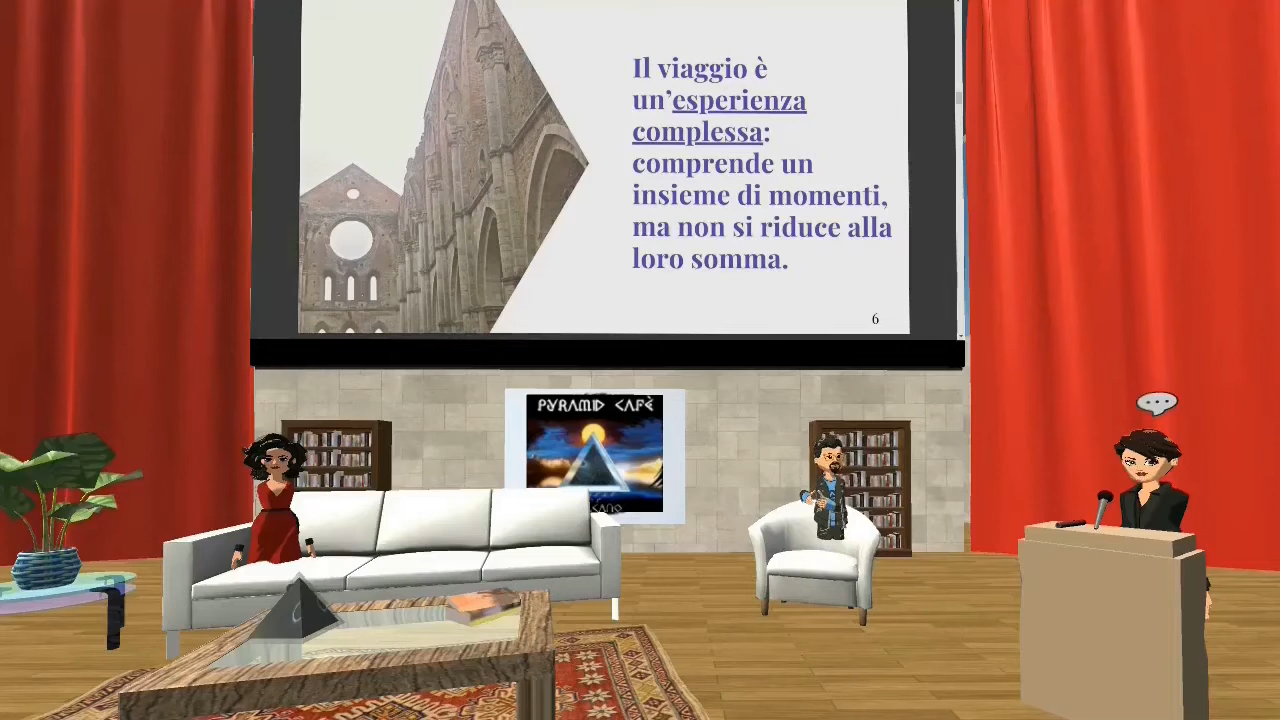 Il viaggio è
un’esperienza
complessa:
comprende un
insieme di momenti,
ma non si riduce alla
loro somma.
6
PYRAMID CAFÈ